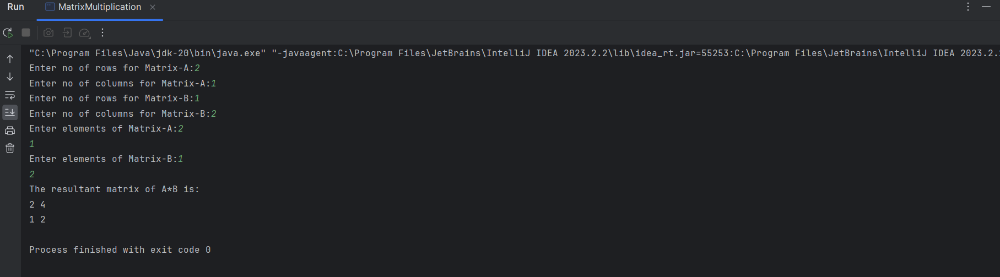 Run MatrixMultiplication
"C:\Program Files\Java\jdk-20\bin\java.exe" "-javaagent:C:\Program Files\JetBrains\IntelliJ IDEA 2023.2.2\lib\idea_rt.jar=55253:C:\Program Files\JetBrains\IntelliJ IDEA 2023.2.
Enter no of rows for Matrix-A:2
Enter no of columns for Matrix-A:1
Enter no of rows for Matrix-B:1
Enter no of columns for Matrix-B:2
Enter elements of Matrix-A:2
1
Enter elements of Matrix-B:1
2
The resultant matrix of A*B is:
2 4
1 2
Process finished with exit code 0